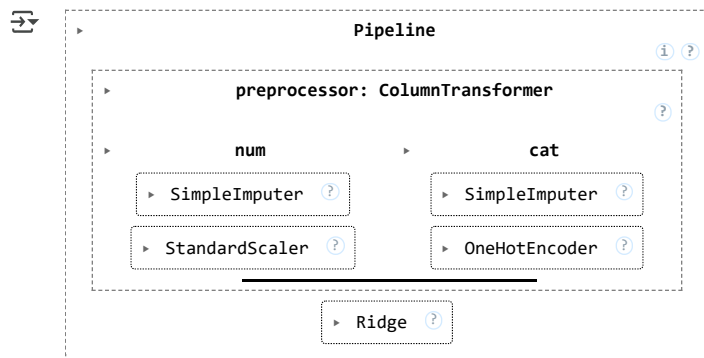 Pipeline
i ?
preprocessor: ColumnTransformer
?
num cat
SimpleImputer ? SimpleImputer ?
StandardScaler ? OneHotEncoder ?
Ridge ?